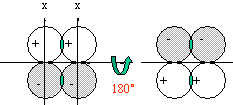 x x
+ + - -
- - + +
180°